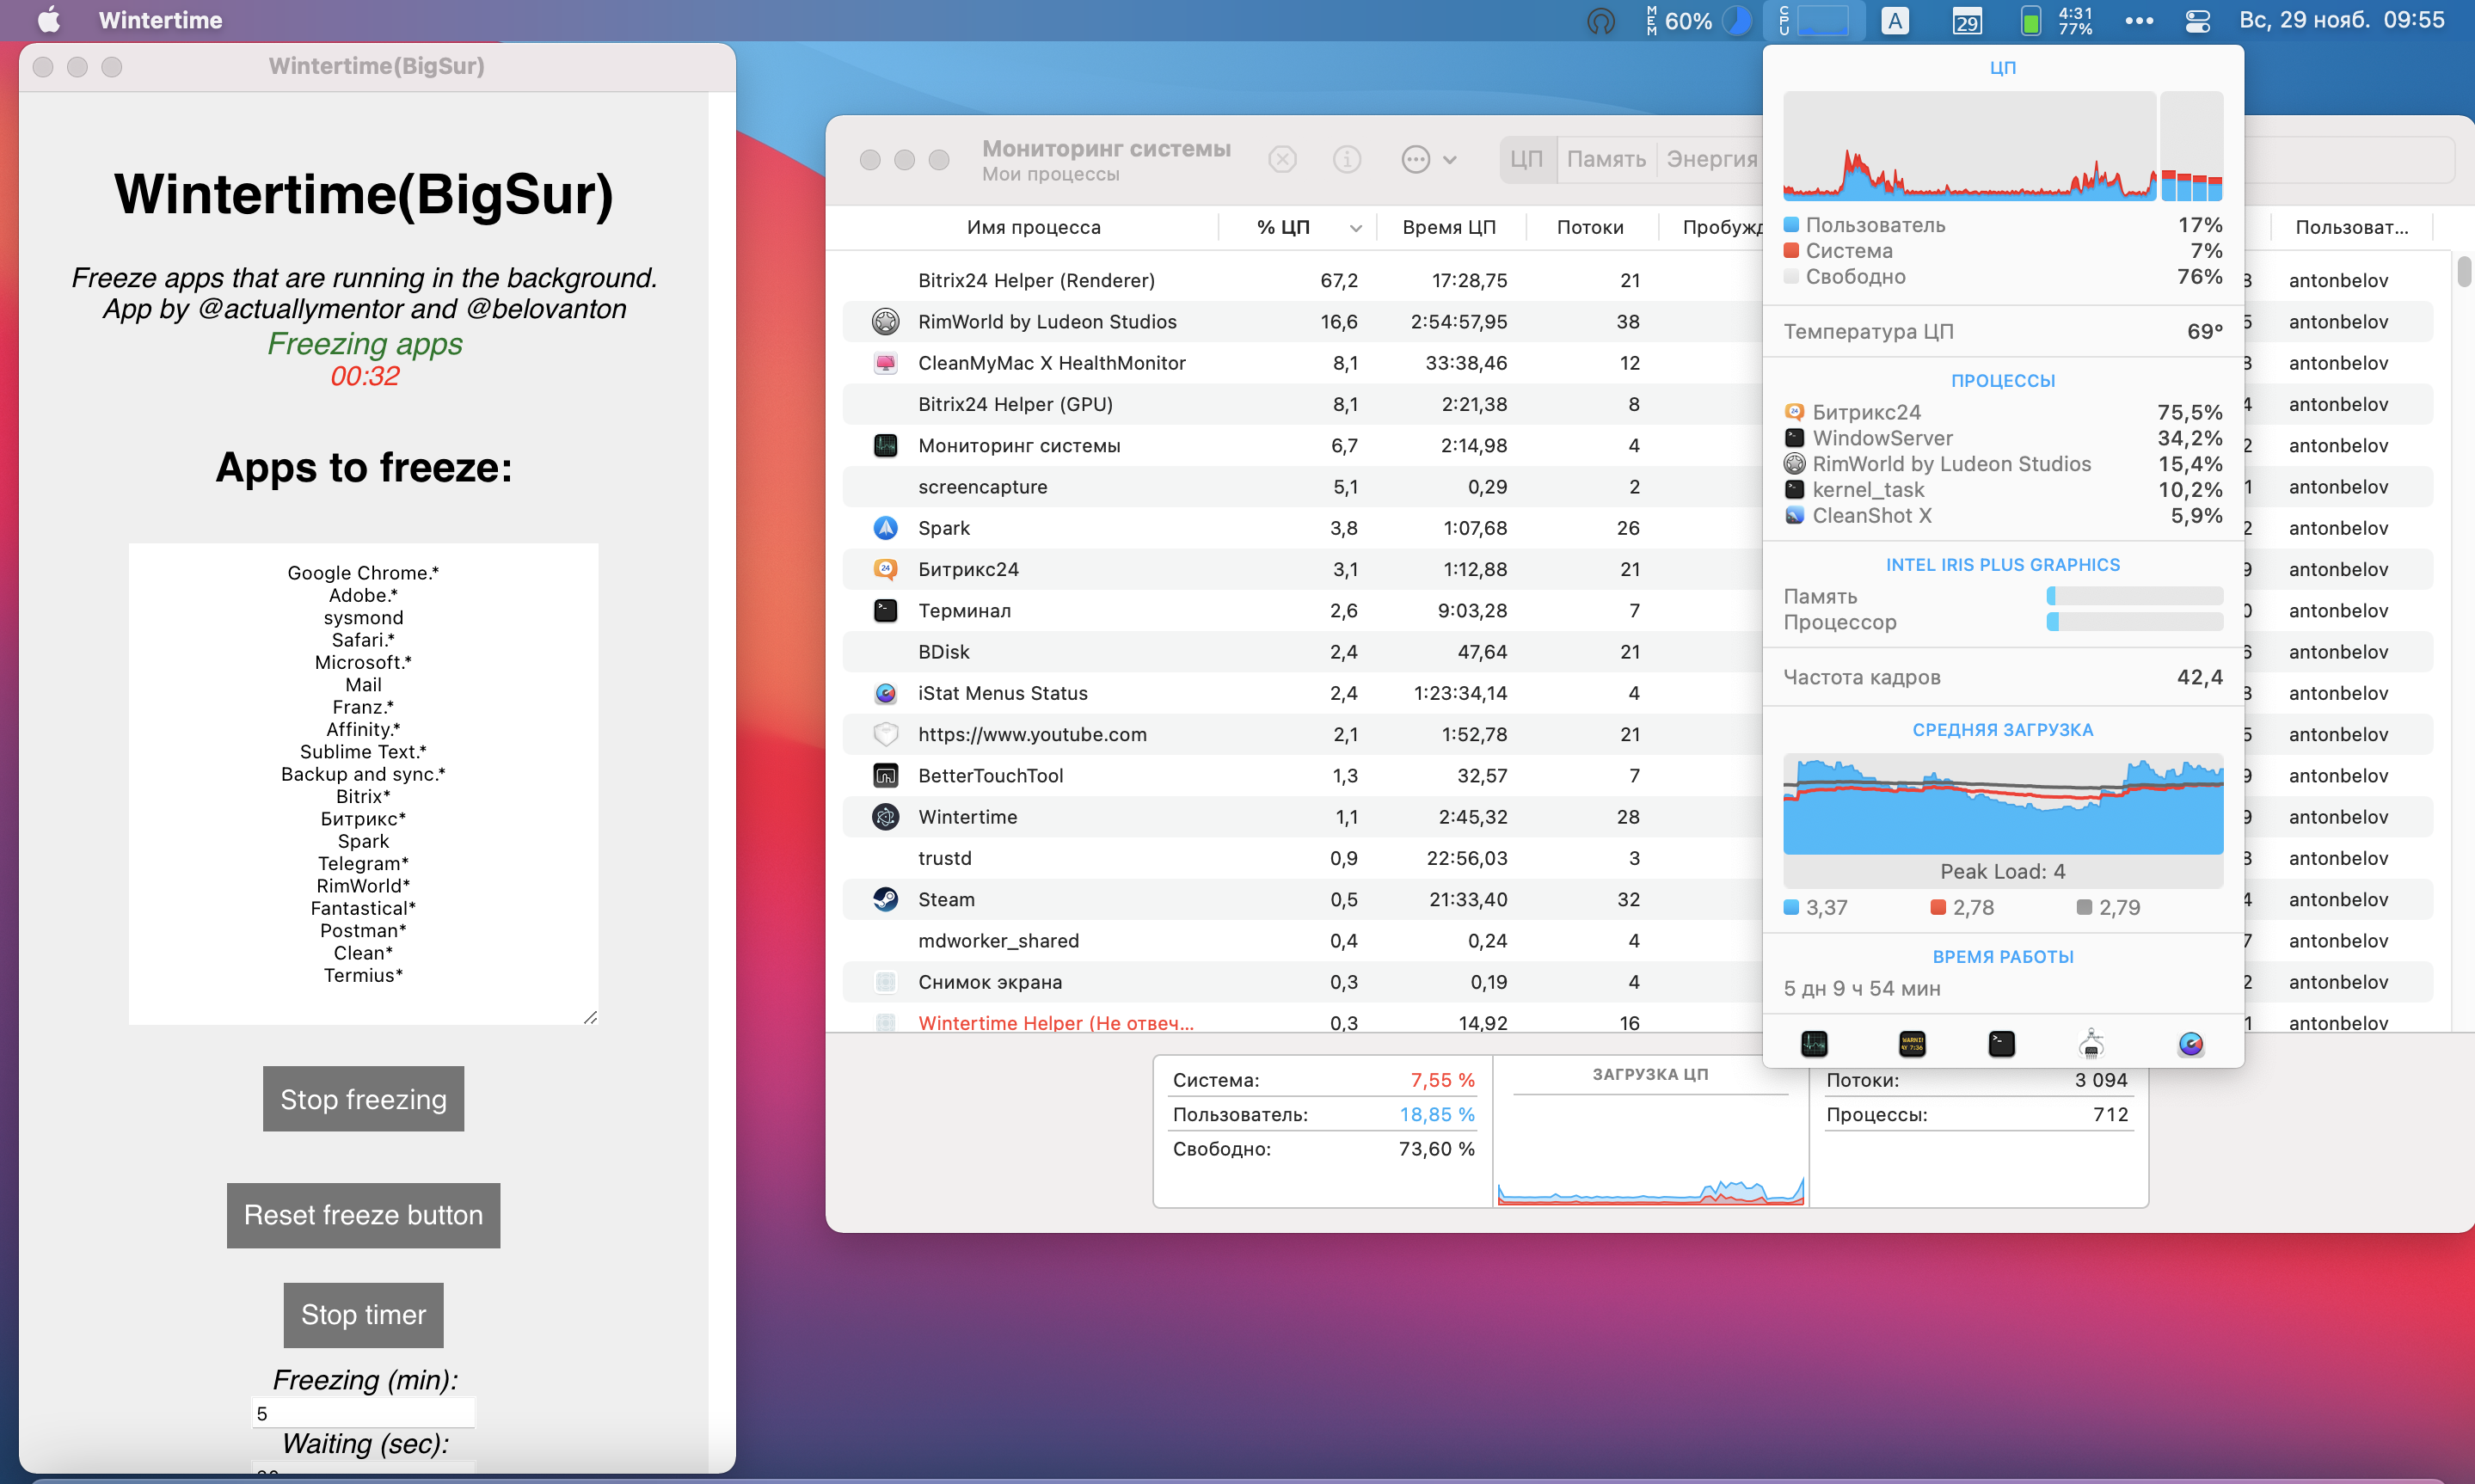 Wintertime
MEM 60%
CPU
A
29
4:31
77%
Вс, 29 нояб. 09:55
Wintertime(BigSur)
Wintertime(BigSur)
Freeze apps that are running in the background.
App by @actuallymentor and @belovanton
Freezing apps
00:32
Apps to freeze:
Google Chrome.*
Adobe.*
sysmond
Safari.*
Microsoft.*
Mail
Franz.*
Affinity.*
Sublime Text.*
Backup and sync.*
Bitrix*
Битрикс*
Spark
Telegram*
RimWorld*
Fantastical*
Postman*
Clean*
Termius*
Stop freezing
Reset freeze button
Stop timer
Freezing (min):
5
Waiting (sec):
Мониторинг системы
Мои процессы
ЦП Память Энергия
Имя процесса % ЦП Время ЦП Потоки Пробужд Пользоват...
Bitrix24 Helper (Renderer) 67,2 17:28,75 21 antonbelov
RimWorld by Ludeon Studios 16,6 2:54:57,95 38 antonbelov
CleanMyMac X HealthMonitor 8,1 33:38,46 12 antonbelov
Bitrix24 Helper (GPU) 8,1 2:21,38 8 antonbelov
Мониторинг системы 6,7 2:14,98 4 antonbelov
screencapture 5,1 0,29 2 antonbelov
Spark 3,8 1:07,68 26 antonbelov
Битрикс24 3,1 1:12,88 21 antonbelov
Терминал 2,6 9:03,28 7 antonbelov
BDisk 2,4 47,64 21 antonbelov
iStat Menus Status 2,4 1:23:34,14 4 antonbelov
https://www.youtube.com 2,1 1:52,78 21 antonbelov
BetterTouchTool 1,3 32,57 7 antonbelov
Wintertime 1,1 2:45,32 28 antonbelov
trustd 0,9 22:56,03 3 antonbelov
Steam 0,5 21:33,40 32 antonbelov
mdworker_shared 0,4 0,24 4 antonbelov
Снимок экрана 0,3 0,19 4 antonbelov
Wintertime Helper (Не отвеч... 0,3 14,92 16 antonbelov
Система: 7,55 %
Пользователь: 18,85 %
Свободно: 73,60 %
ЗАГРУЗКА ЦП
Потоки: 3 094
Процессы: 712
ЦП
Пользователь 17%
Система 7%
Свободно 76%
Температура ЦП 69°
ПРОЦЕССЫ
Битрикс24 75,5%
WindowServer 34,2%
RimWorld by Ludeon Studios 15,4%
kernel_task 10,2%
CleanShot X 5,9%
INTEL IRIS PLUS GRAPHICS
Память
Процессор
Частота кадров 42,4
СРЕДНЯЯ ЗАГРУЗКА
Peak Load: 4
3,37 2,78 2,79
ВРЕМЯ РАБОТЫ
5 дн 9 ч 54 мин